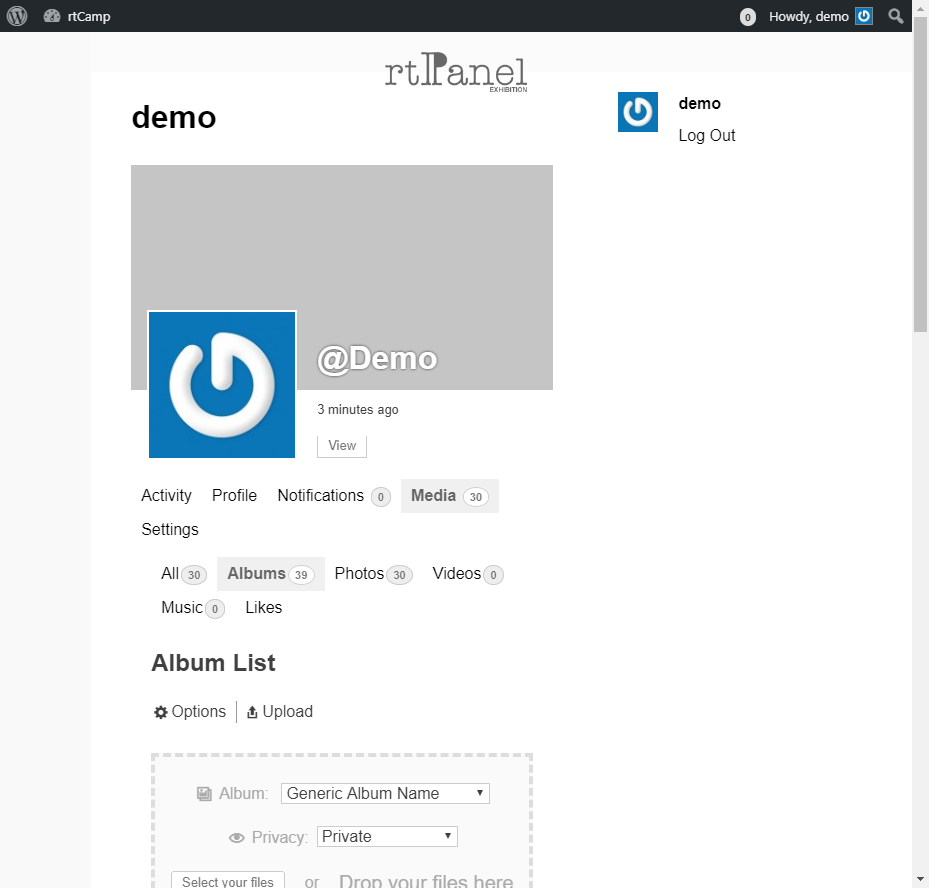 rtCamp 0 Howdy, demo
rtPanel
EXHIBITION
demo
demo
Log Out
@Demo
3 minutes ago
View
Activity Profile Notifications 0 Media 30
Settings
All 30 Albums 39 Photos 30 Videos 0
Music 0 Likes
Album List
Options Upload
Album: Generic Album Name
Privacy: Private
Select your files or Drop your files here